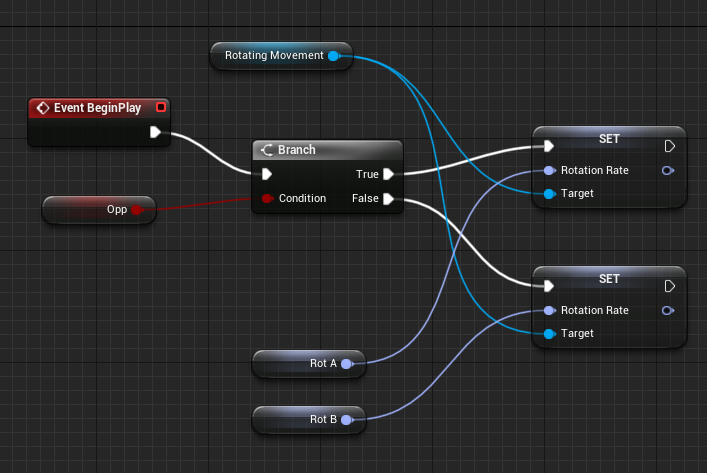 Rotating Movement
Event BeginPlay
Branch
True
Condition
False
Opp
SET
Rotation Rate
Target
SET
Rotation Rate
Target
Rot A
Rot B